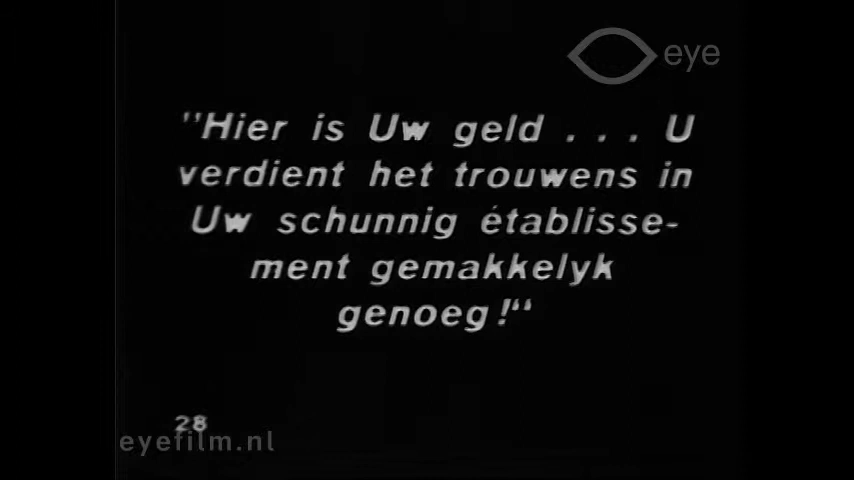 eye
"Hier is Uw geld . . . U
verdient het trouwens in
Uw schunnig établisse-
ment gemakkelyk
genoeg!“
28
eyefilm.nl